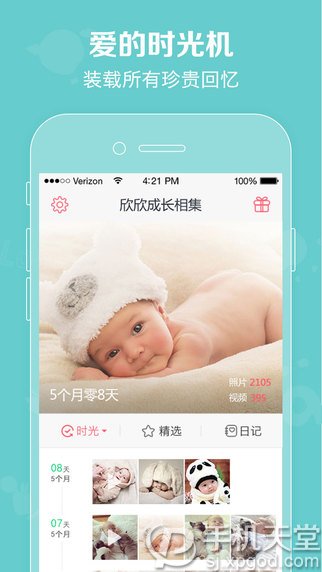 爱的时光机
装载所有珍贵回忆
Verizon 4:21 PM 100%
欣欣成长相集
5个月零8天
照片 2105
视频 395
时光 精选 日记
08天
5个月
07天
5个月
手机天堂
sj.xpgod.com